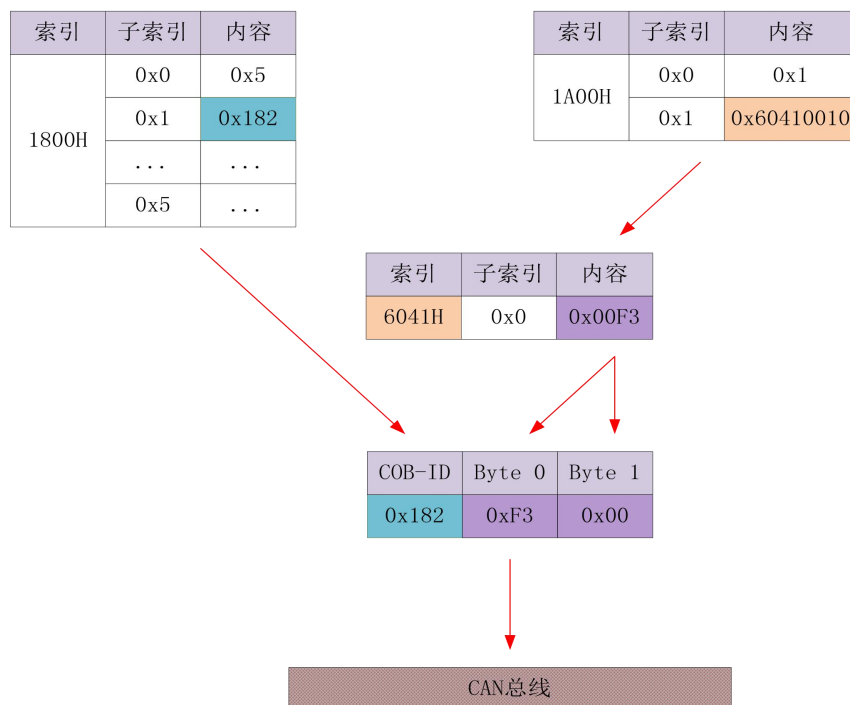 索引 子索引 内容
0x0 0x5
1800H
0x1 0x182
... ...
0x5 ...
索引 子索引 内容
0x0 0x1
1A00H
0x1 0x60410010
索引 子索引 内容
6041H 0x0 0x00F3
COB-ID Byte 0 Byte 1
0x182 0xF3 0x00
CAN总线